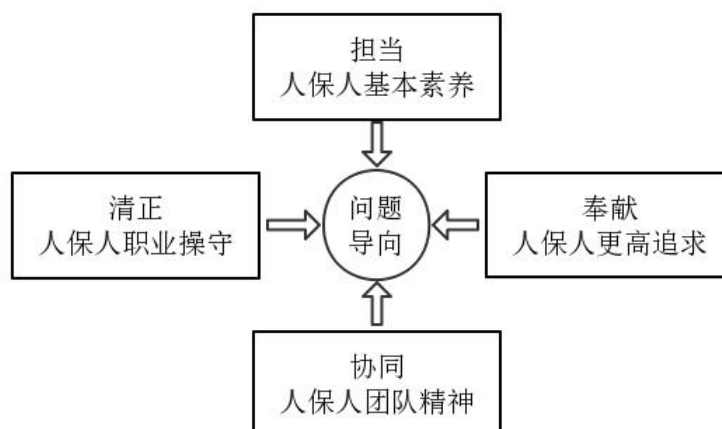 担当
人保人基本素养
清正
人保人职业操守
问题
导向
奉献
人保人更高追求
协同
人保人团队精神